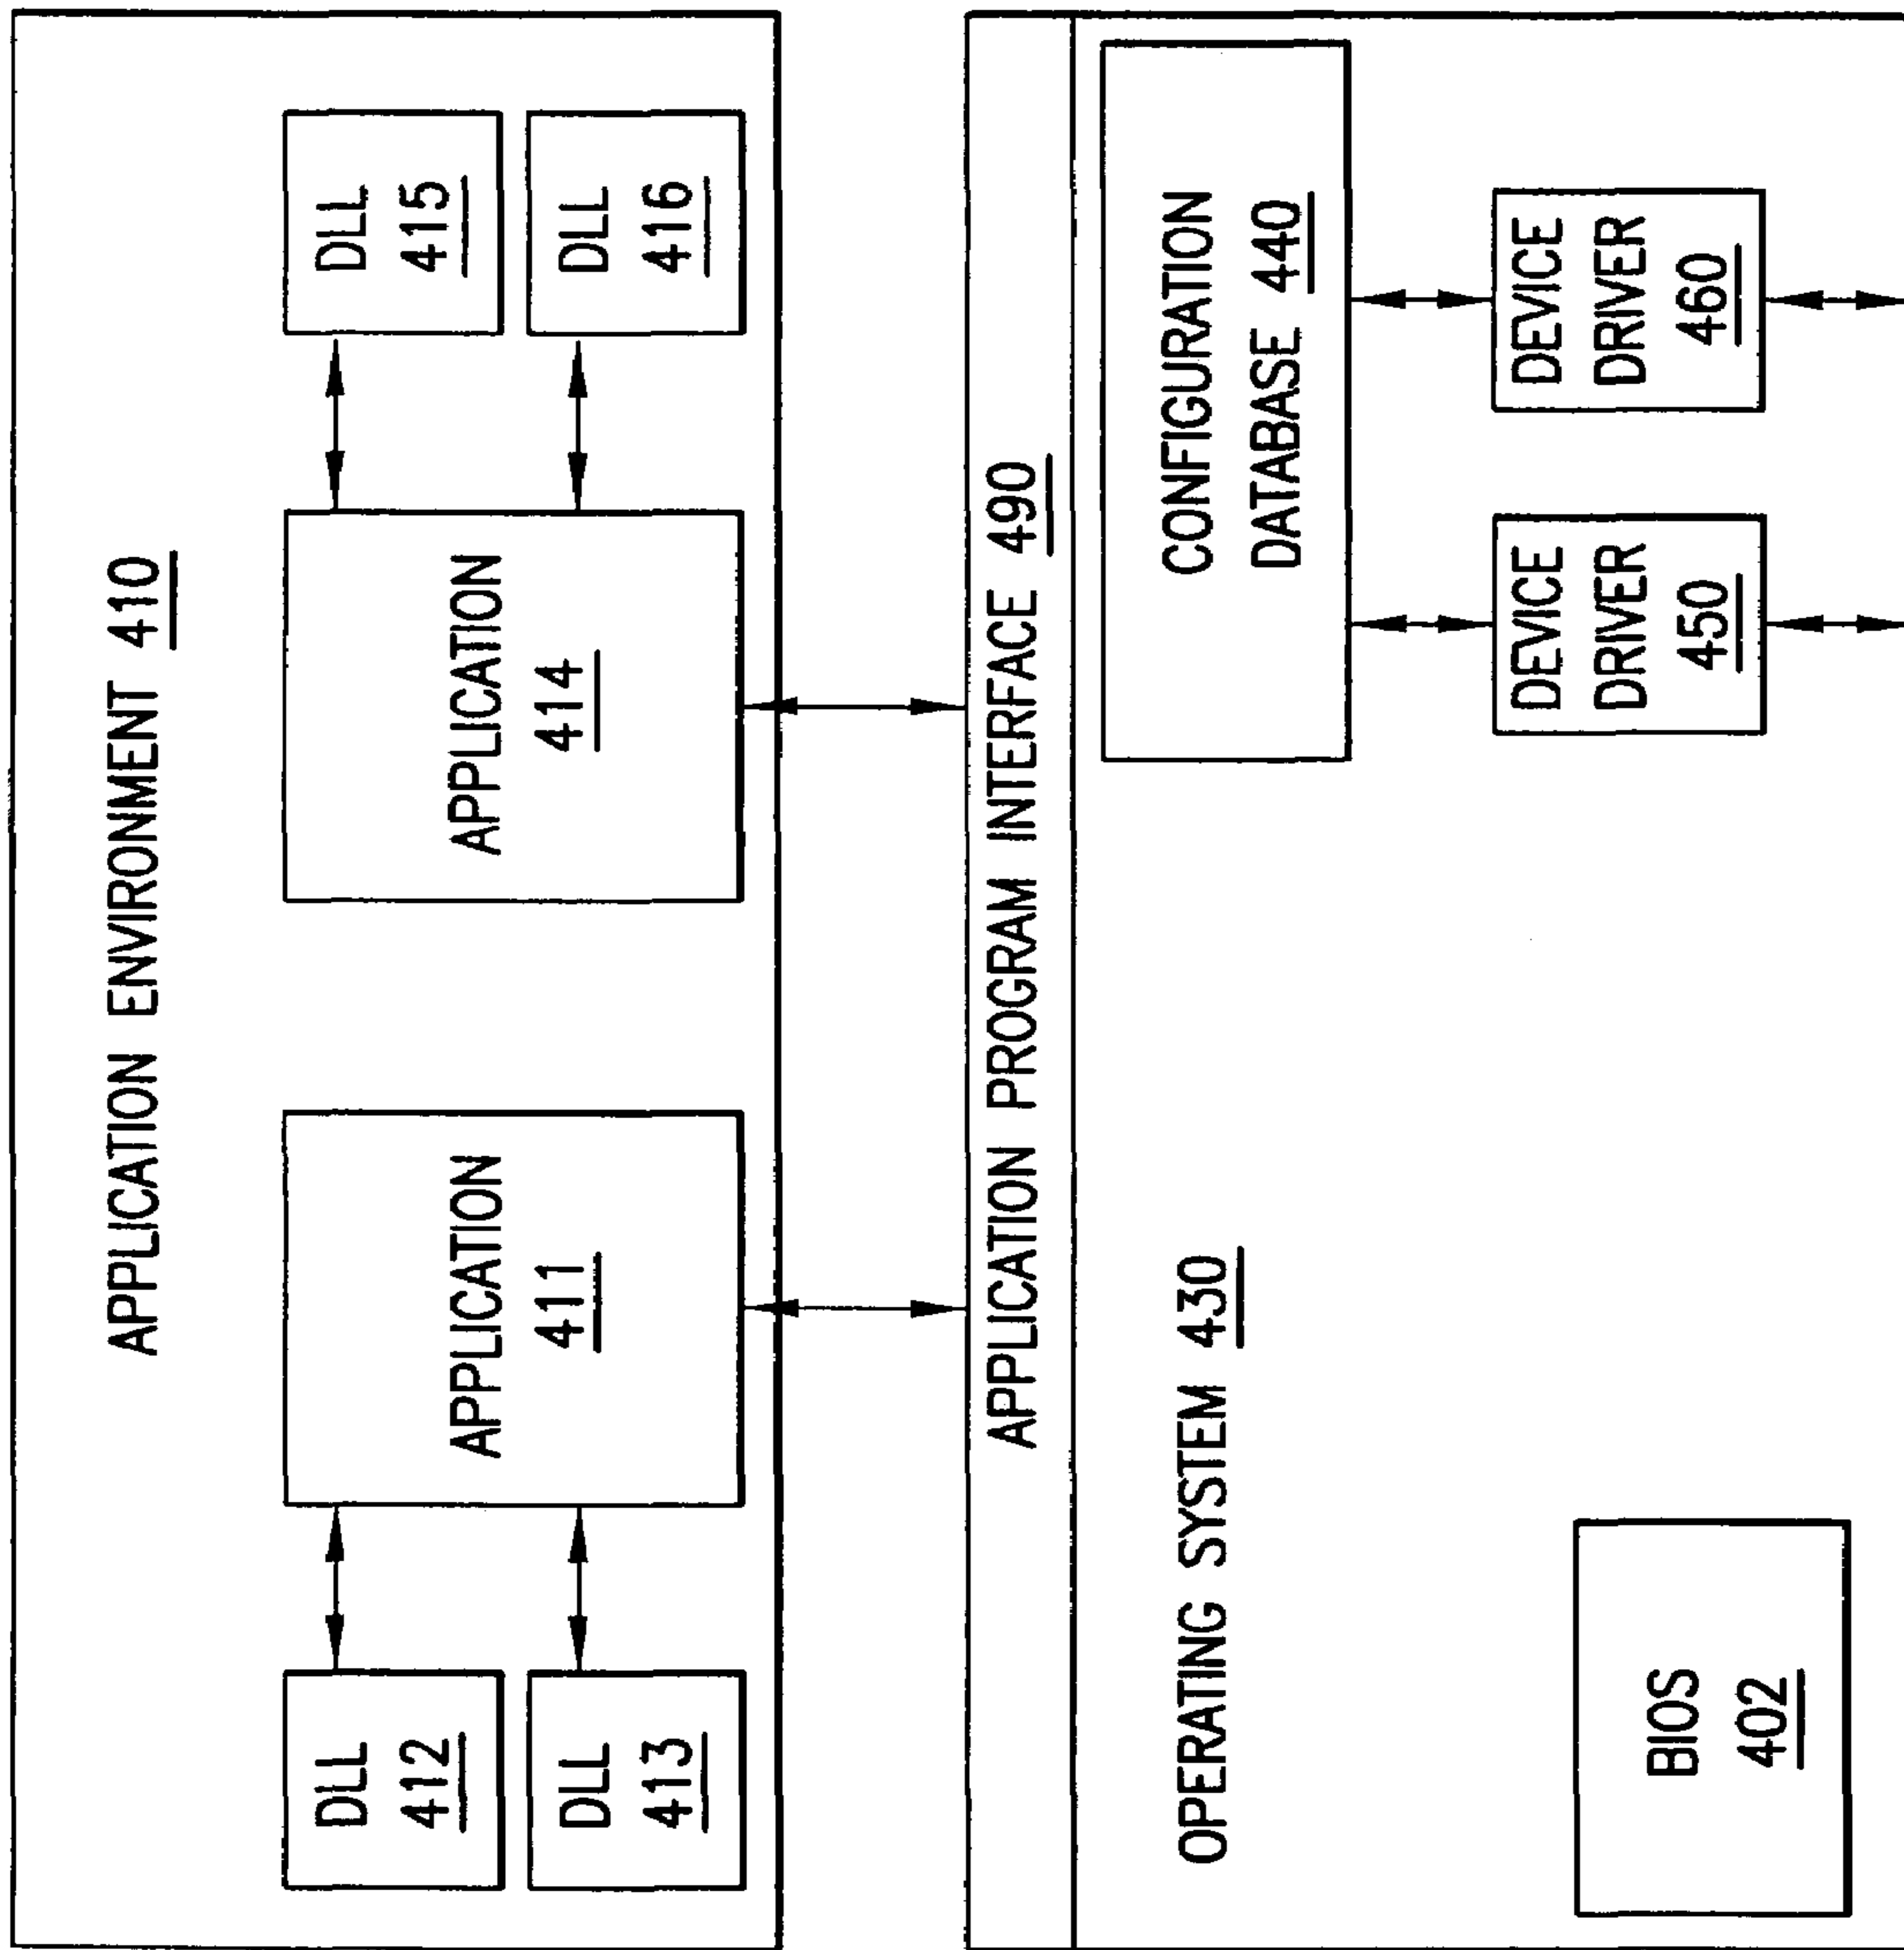 APPLICATION ENVIRONMENT 410
DLL
412
DLL
413
APPLICATION
411
APPLICATION
414
DLL
415
DLL
416
APPLICATION PROGRAM INTERFACE 490
OPERATING SYSTEM 430
CONFIGURATION
DATABASE 440
BIOS
402
DEVICE
DRIVER
450
DEVICE
DRIVER
460